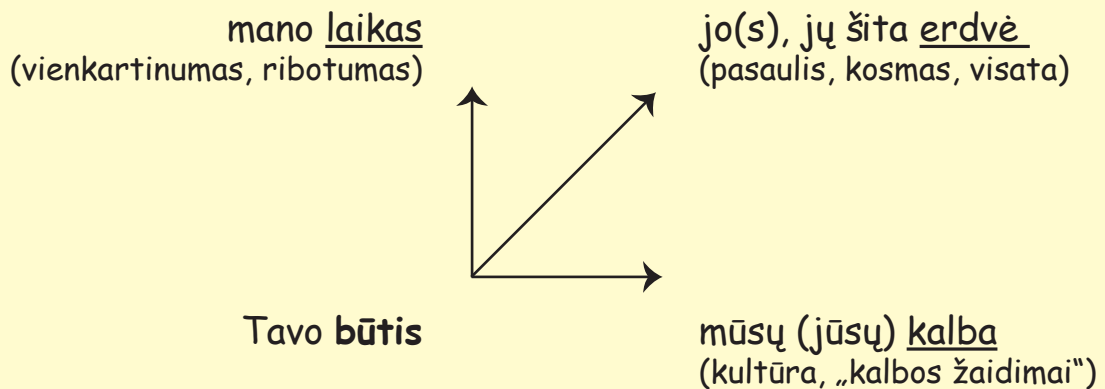 mano laikas
(vienkartinumas, ribotumas)
jo(s), jų šita erdvė
(pasaulis, kosmas, visata)
Tavo būtis
mūsų (jūsų) kalba
(kultūra, „kalbos žaidimai“)